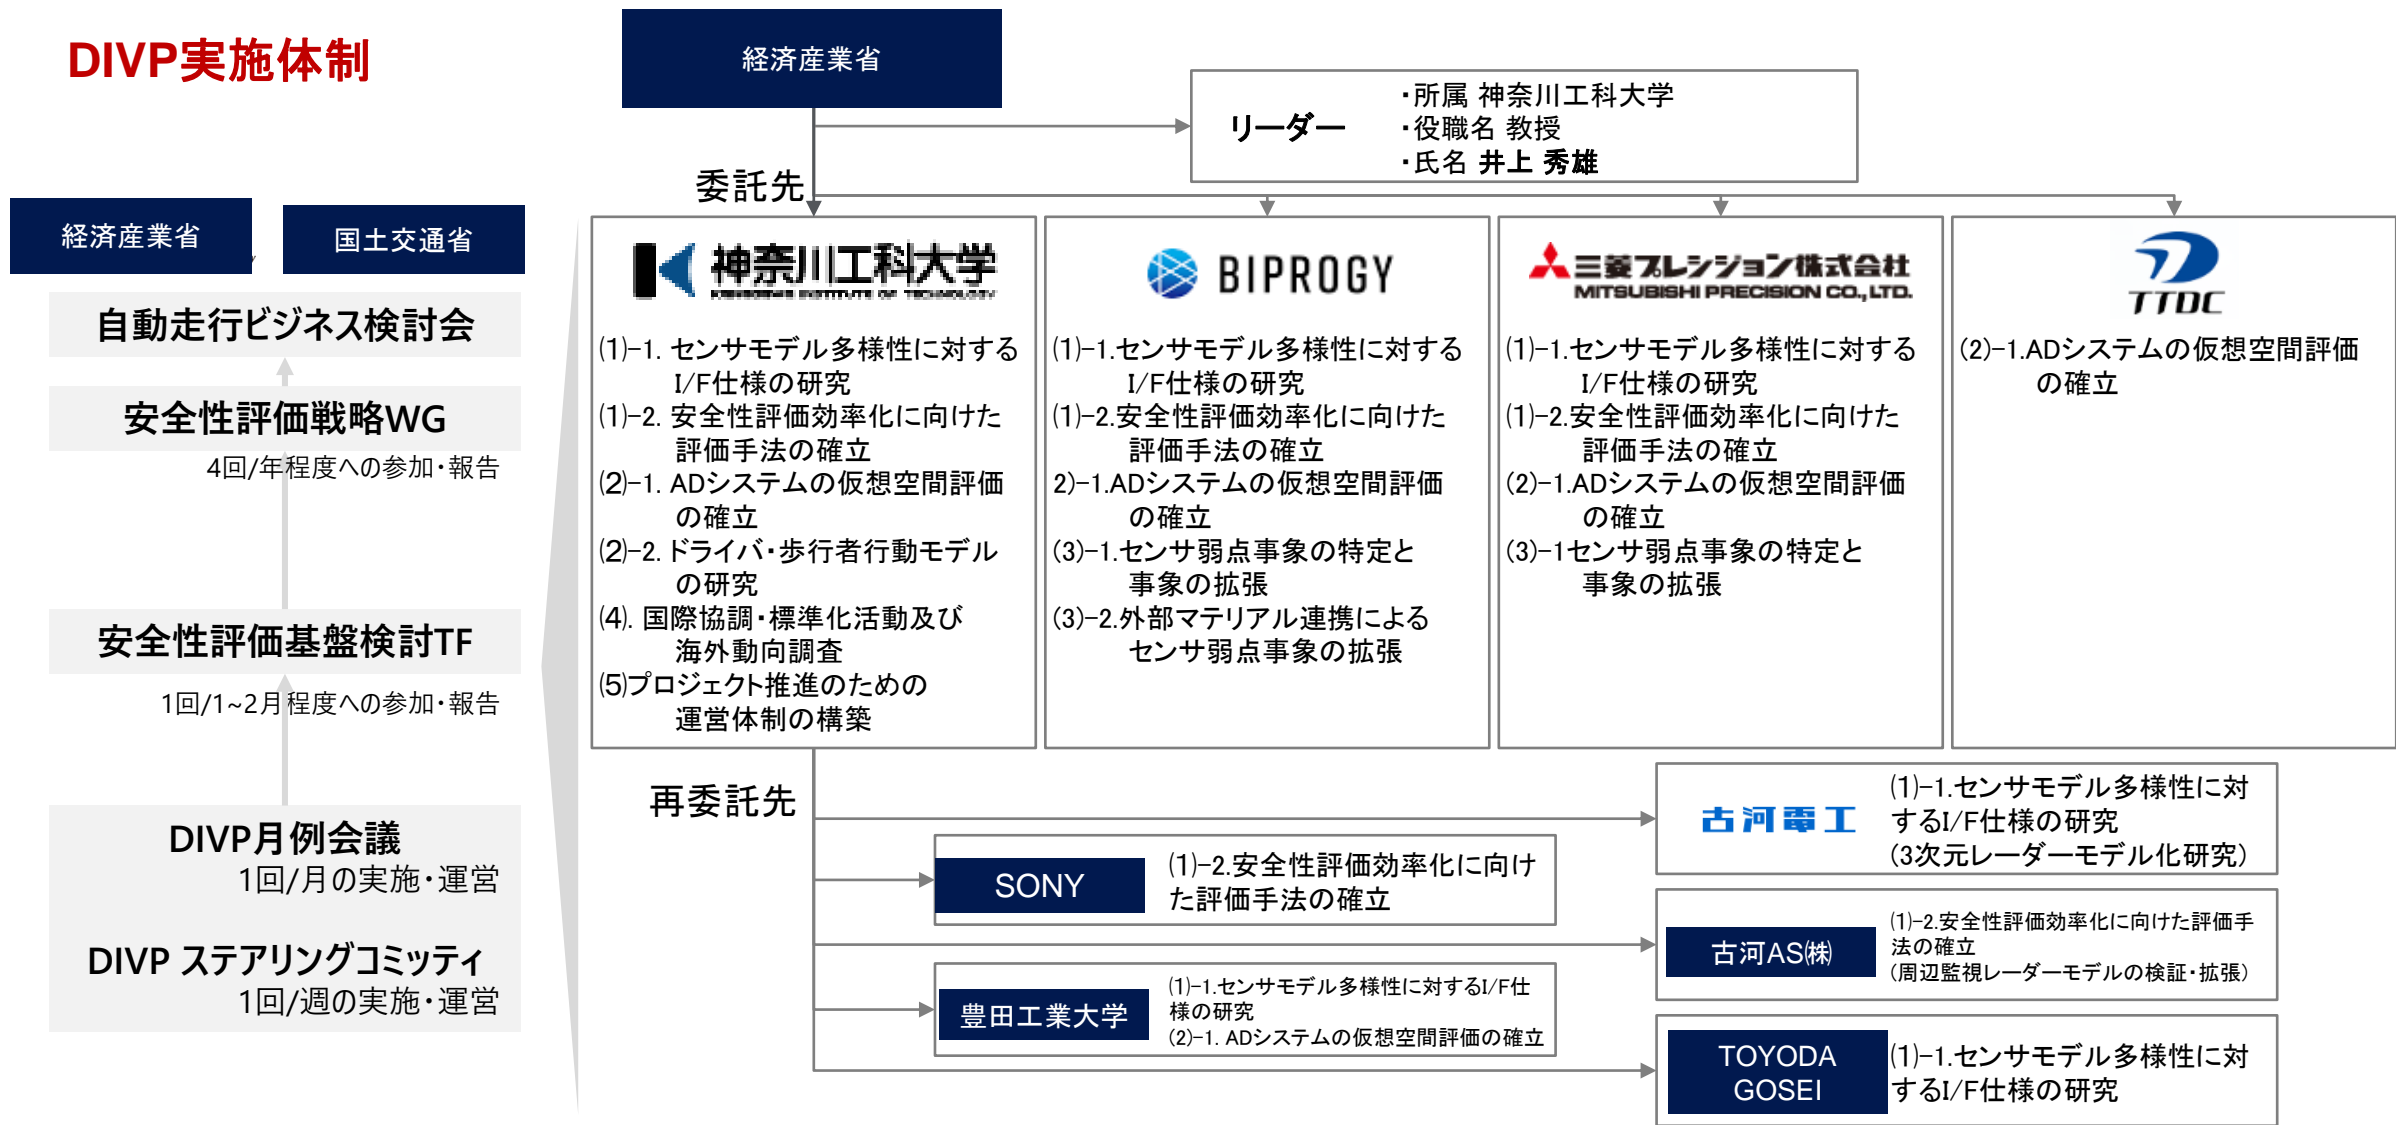 DIVP実施体制
経済産業省
リーダー
・所属 神奈川工科大学
・役職名 教授
・氏名 井上 秀雄
委託先
経済産業省
国土交通省
自動走行ビジネス検討会
安全性評価戦略WG
4回/年程度への参加・報告
安全性評価基盤検討TF
1回/1~2月程度への参加・報告
DIVP月例会議
1回/月の実施・運営
DIVP ステアリングコミッティ
1回/週の実施・運営
神奈川工科大学
KANAGAWA INSTITUTE OF TECHNOLOGY
(1)-1. センサモデル多様性に対する
I/F仕様の研究
(1)-2. 安全性評価効率化に向けた
評価手法の確立
(2)-1. ADシステムの仮想空間評価
の確立
(2)-2. ドライバ・歩行者行動モデル
の研究
(4). 国際協調・標準化活動及び
海外動向調査
(5)プロジェクト推進のための
運営体制の構築
BIPROGY
(1)-1.センサモデル多様性に対する
I/F仕様の研究
(1)-2.安全性評価効率化に向けた
評価手法の確立
2)-1.ADシステムの仮想空間評価
の確立
(3)-1.センサ弱点事象の特定と
事象の拡張
(3)-2.外部マテリアル連携による
センサ弱点事象の拡張
三菱プレシジョン株式会社
MITSUBISHI PRECISION CO.,LTD.
(1)-1.センサモデル多様性に対する
I/F仕様の研究
(1)-2.安全性評価効率化に向けた
評価手法の確立
(2)-1.ADシステムの仮想空間評価
の確立
(3)-1センサ弱点事象の特定と
事象の拡張
TTDC
(2)-1.ADシステムの仮想空間評価
の確立
再委託先
古河電工
(1)-1.センサモデル多様性に対
するI/F仕様の研究
(3次元レーダーモデル化研究)
SONY
(1)-2.安全性評価効率化に向け
た評価手法の確立
古河AS㈱
(1)-2.安全性評価効率化に向けた評価手
法の確立
(周辺監視レーダーモデルの検証・拡張)
豊田工業大学
(1)-1.センサモデル多様性に対するI/F仕
様の研究
(2)-1. ADシステムの仮想空間評価の確立
TOYODA
GOSEI
(1)-1.センサモデル多様性に対
するI/F仕様の研究